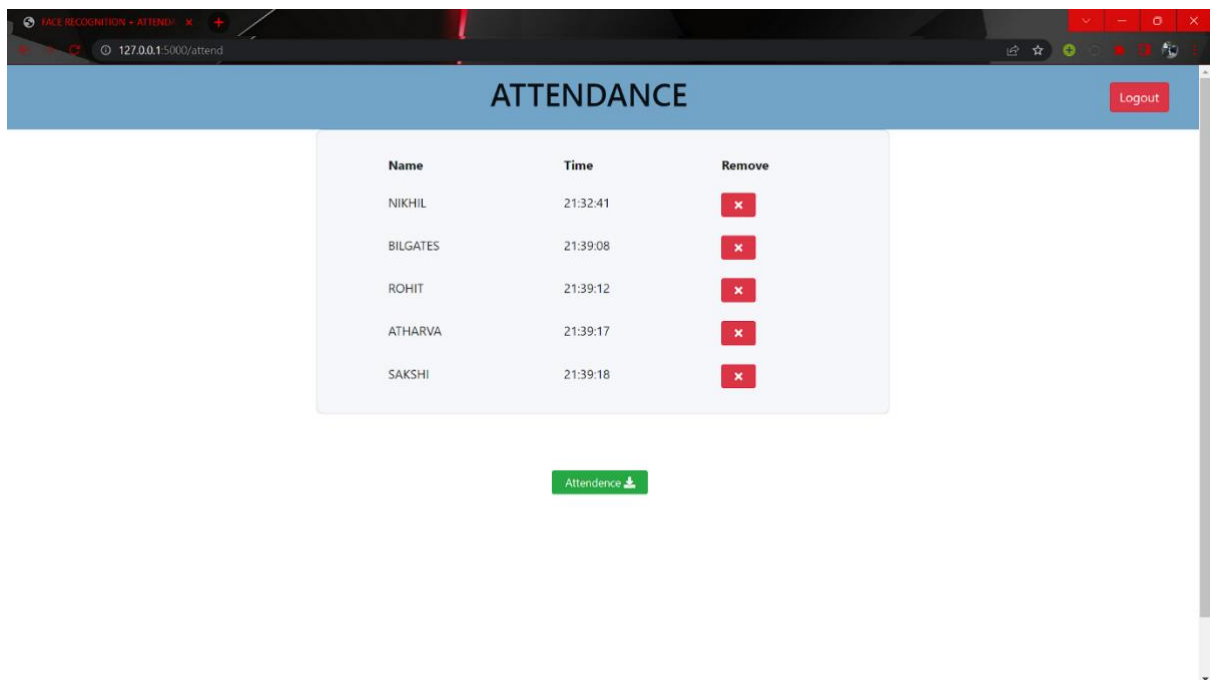 FACE RECOGNITION + ATTEND
127.0.0.1:5000/attend
ATTENDANCE
Logout
Name Time Remove
NIKHIL 21:32:41
BILGATES 21:39:08
ROHIT 21:39:12
ATHARVA 21:39:17
SAKSHI 21:39:18
Attendence